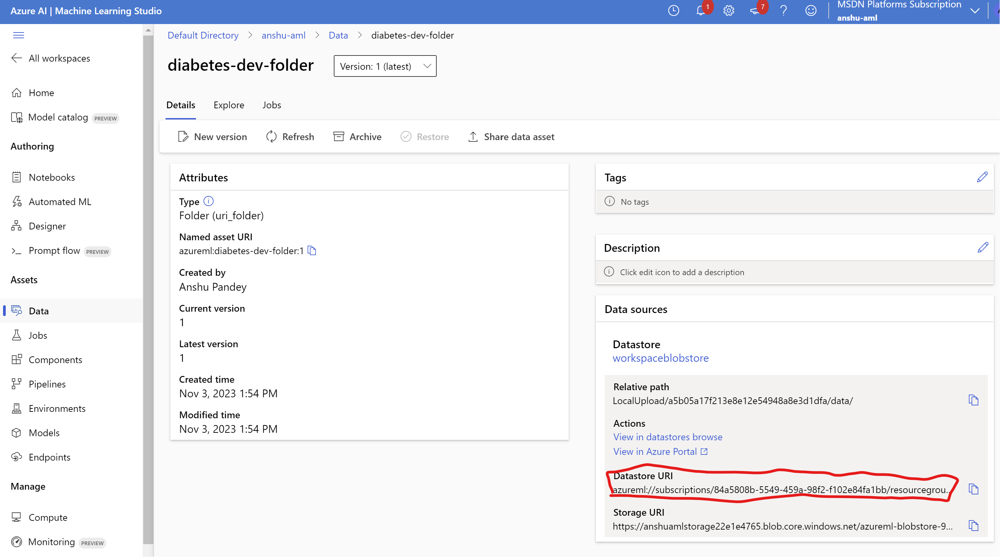 Azure AI | Machine Learning Studio
1
7
MSDN Platforms Subscription
anshu-aml
All workspaces
Home
Model catalog PREVIEW
Authoring
Notebooks
Automated ML
Designer
Prompt flow PREVIEW
Assets
Data
Jobs
Components
Pipelines
Environments
Models
Endpoints
Manage
Compute
Monitoring PREVIEW
Default Directory > anshu-aml > Data > diabetes-dev-folder
diabetes-dev-folder
Version: 1 (latest)
Details Explore Jobs
New version Refresh Archive Restore Share data asset
Attributes
Type
Folder (uri_folder)
Named asset URI
azureml:diabetes-dev-folder:1
Created by
Anshu Pandey
Current version
1
Latest version
1
Created time
Nov 3, 2023 1:54 PM
Modified time
Nov 3, 2023 1:54 PM
Tags
No tags
Description
Click edit icon to add a description
Data sources
Datastore
workspaceblobstore
Relative path
LocalUpload/a5b05a17f213e8e12e54948a8e3d1dfa/data/
Actions
View in datastores browse
View in Azure Portal
Datastore URI
azureml://subscriptions/84a5808b-5549-459a-98f2-f102e84fa1bb/resourcegrou...
Storage URI
https://anshuamlstorage22e1e4765.blob.core.windows.net/azureml-blobstore-9...